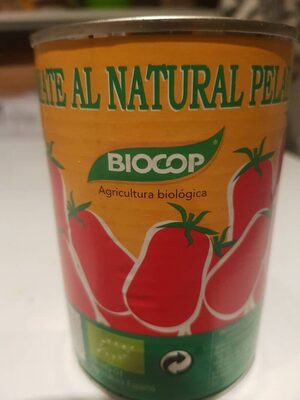 ATE AL NATURAL PELA
BIOCOP
Agricultura biológica